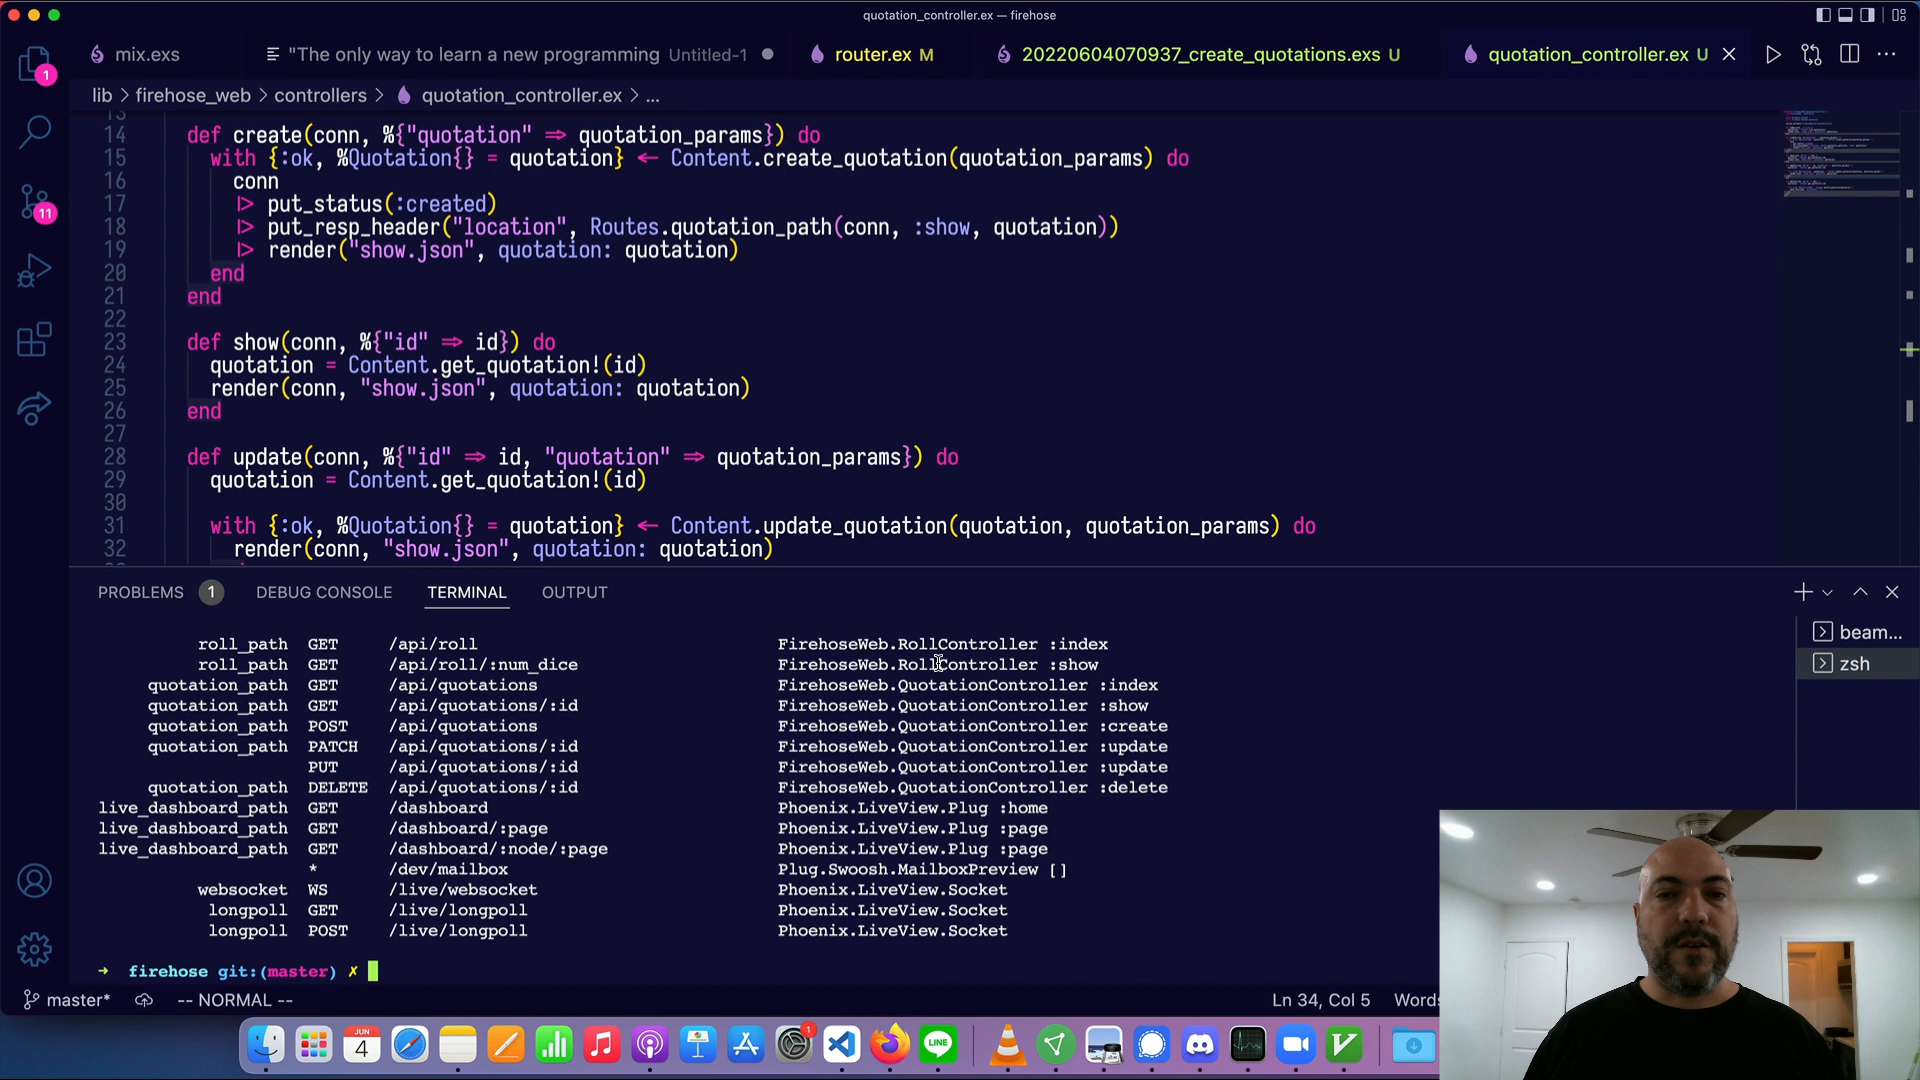 quotation_controller.ex — firehose
mix.exs
"The only way to learn a new programming Untitled-1
router.ex M
20220604070937_create_quotations.exs U
quotation_controller.ex U
lib > firehose_web > controllers > quotation_controller.ex > ...
1
11
13
14 def create(conn, %{"quotation" => quotation_params}) do
15 with {:ok, %Quotation{} = quotation} <- Content.create_quotation(quotation_params) do
16 conn
17 |> put_status(:created)
18 |> put_resp_header("location", Routes.quotation_path(conn, :show, quotation))
19 |> render("show.json", quotation: quotation)
20 end
21 end
22
23 def show(conn, %{"id" => id}) do
24 quotation = Content.get_quotation!(id)
25 render(conn, "show.json", quotation: quotation)
26 end
27
28 def update(conn, %{"id" => id, "quotation" => quotation_params}) do
29 quotation = Content.get_quotation!(id)
30
31 with {:ok, %Quotation{} = quotation} <- Content.update_quotation(quotation, quotation_params) do
32 render(conn, "show.json", quotation: quotation)
PROBLEMS 1 DEBUG CONSOLE TERMINAL OUTPUT
beam...
zsh
roll_path GET /api/roll FirehoseWeb.RollController :index
roll_path GET /api/roll/:num_dice FirehoseWeb.RollController :show
quotation_path GET /api/quotations FirehoseWeb.QuotationController :index
quotation_path GET /api/quotations/:id FirehoseWeb.QuotationController :show
quotation_path POST /api/quotations FirehoseWeb.QuotationController :create
quotation_path PATCH /api/quotations/:id FirehoseWeb.QuotationController :update
PUT /api/quotations/:id FirehoseWeb.QuotationController :update
quotation_path DELETE /api/quotations/:id FirehoseWeb.QuotationController :delete
live_dashboard_path GET /dashboard Phoenix.LiveView.Plug :home
live_dashboard_path GET /dashboard/:page Phoenix.LiveView.Plug :page
live_dashboard_path GET /dashboard/:node/:page Phoenix.LiveView.Plug :page
* /dev/mailbox Plug.Swoosh.MailboxPreview []
websocket WS /live/websocket Phoenix.LiveView.Socket
longpoll GET /live/longpoll Phoenix.LiveView.Socket
longpoll POST /live/longpoll Phoenix.LiveView.Socket
➜ firehose git:(master) ✗
master* -- NORMAL -- Ln 34, Col 5 Words
JUN
4
1
LINE